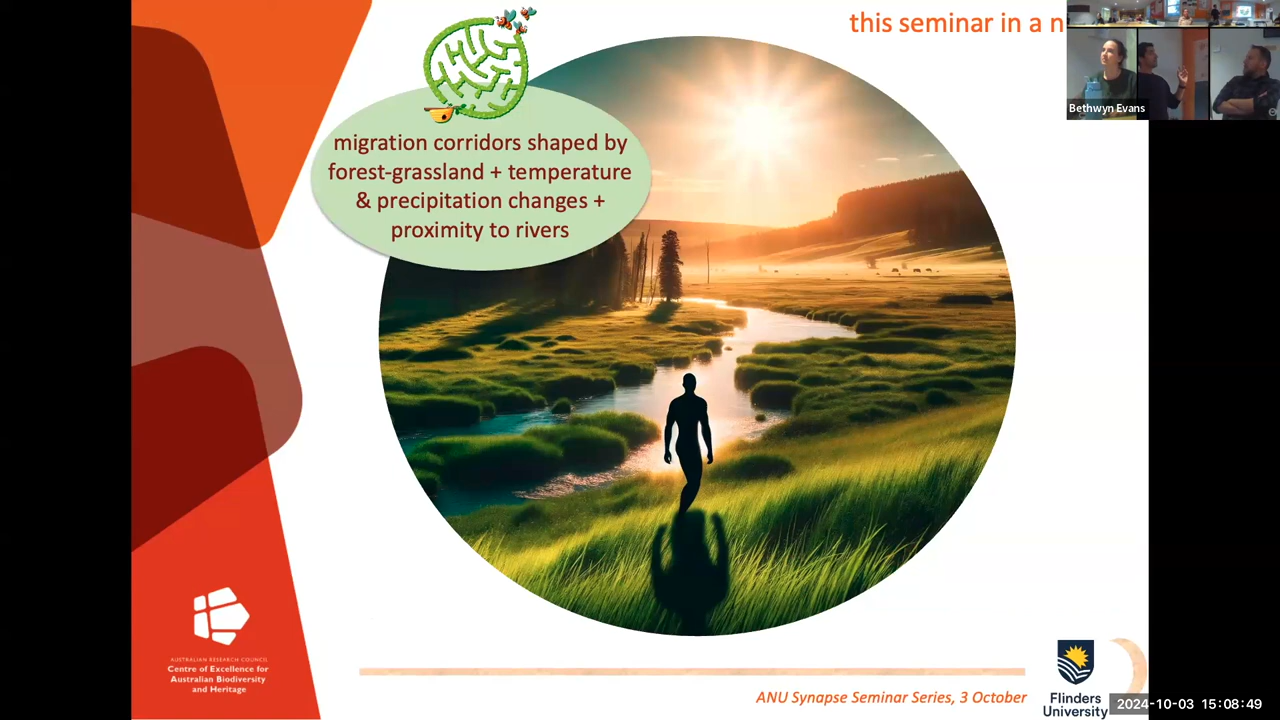 this seminar in a n
Bethwyn Evans
migration corridors shaped by
forest-grassland + temperature
& precipitation changes +
proximity to rivers
AUSTRALIAN RESEARCH COUNCIL
Centre of Excellence for
Australian Biodiversity
and Heritage
ANU Synapse Seminar Series, 3 October
Flinders
University
2024-10-03 15:08:49